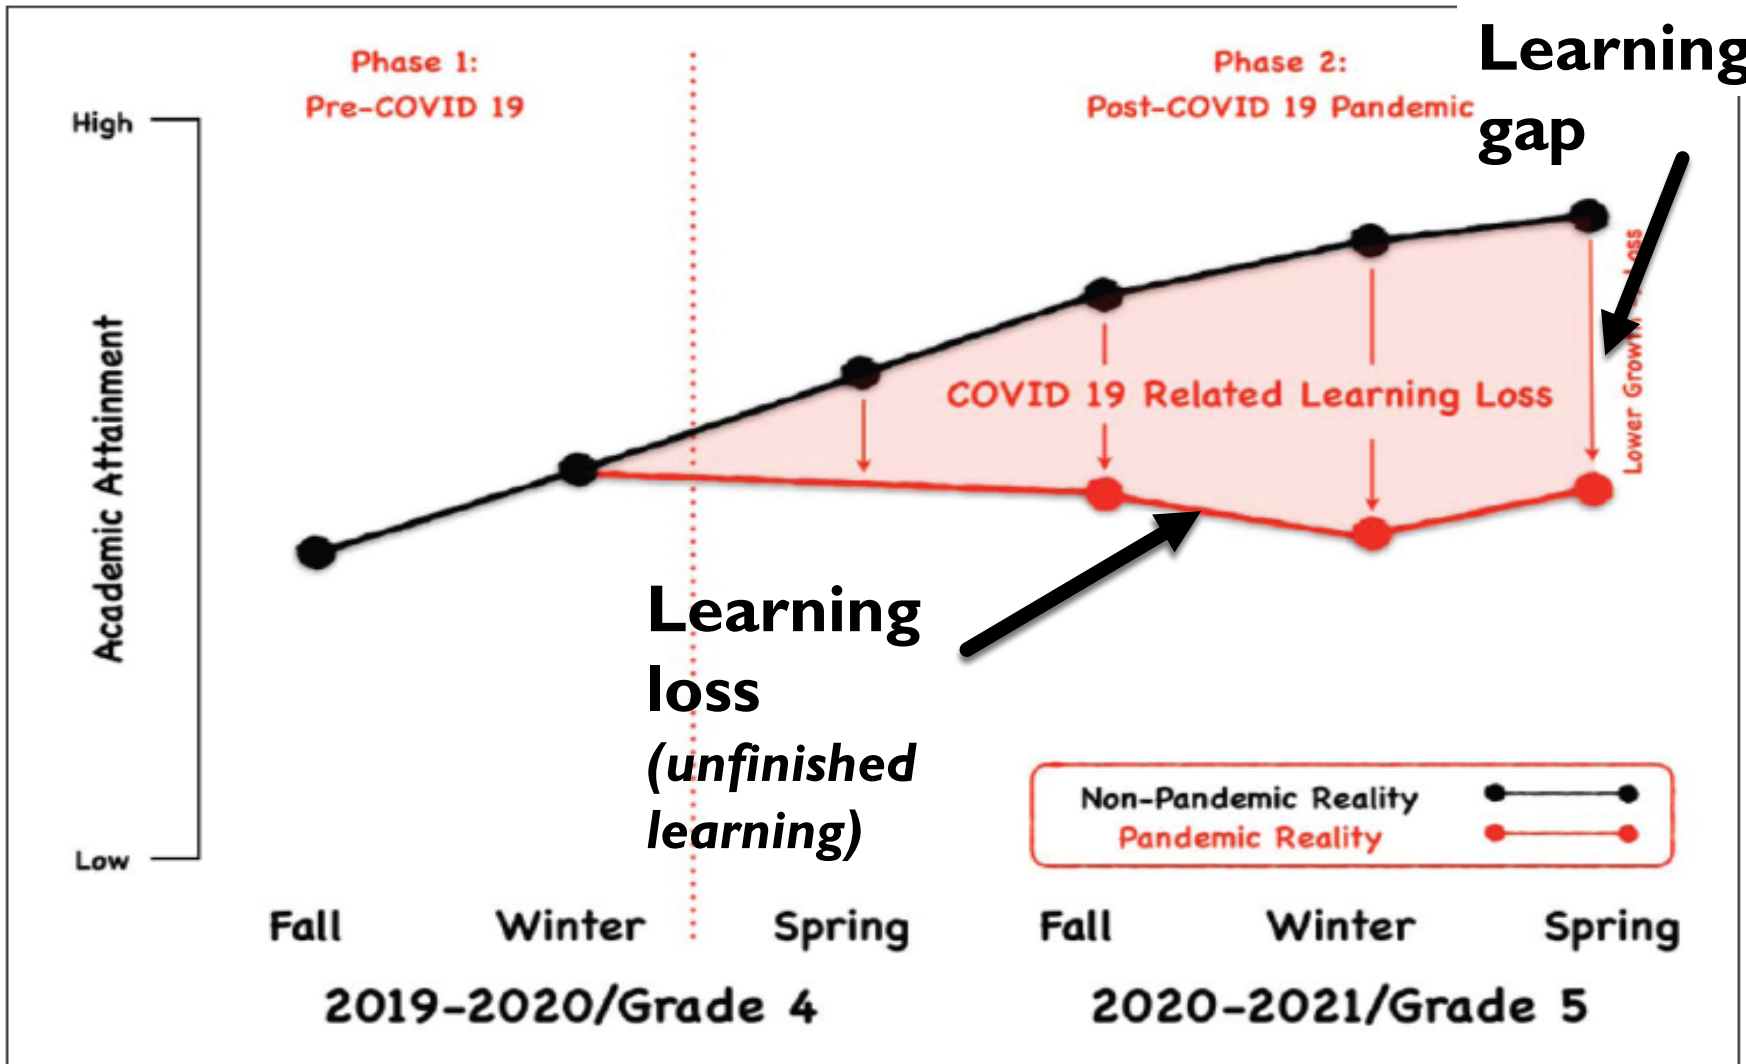 Learning
gap
Phase 1:
Pre-COVID 19
Phase 2:
Post-COVID 19 Pandemic
High
Academic Attainment
Low
COVID 19 Related Learning Loss
Lower Growth
Loss
Learning
loss
(unfinished
learning)
Non-Pandemic Reality
Pandemic Reality
Fall Winter Spring Fall Winter Spring
2019-2020/Grade 4 2020-2021/Grade 5